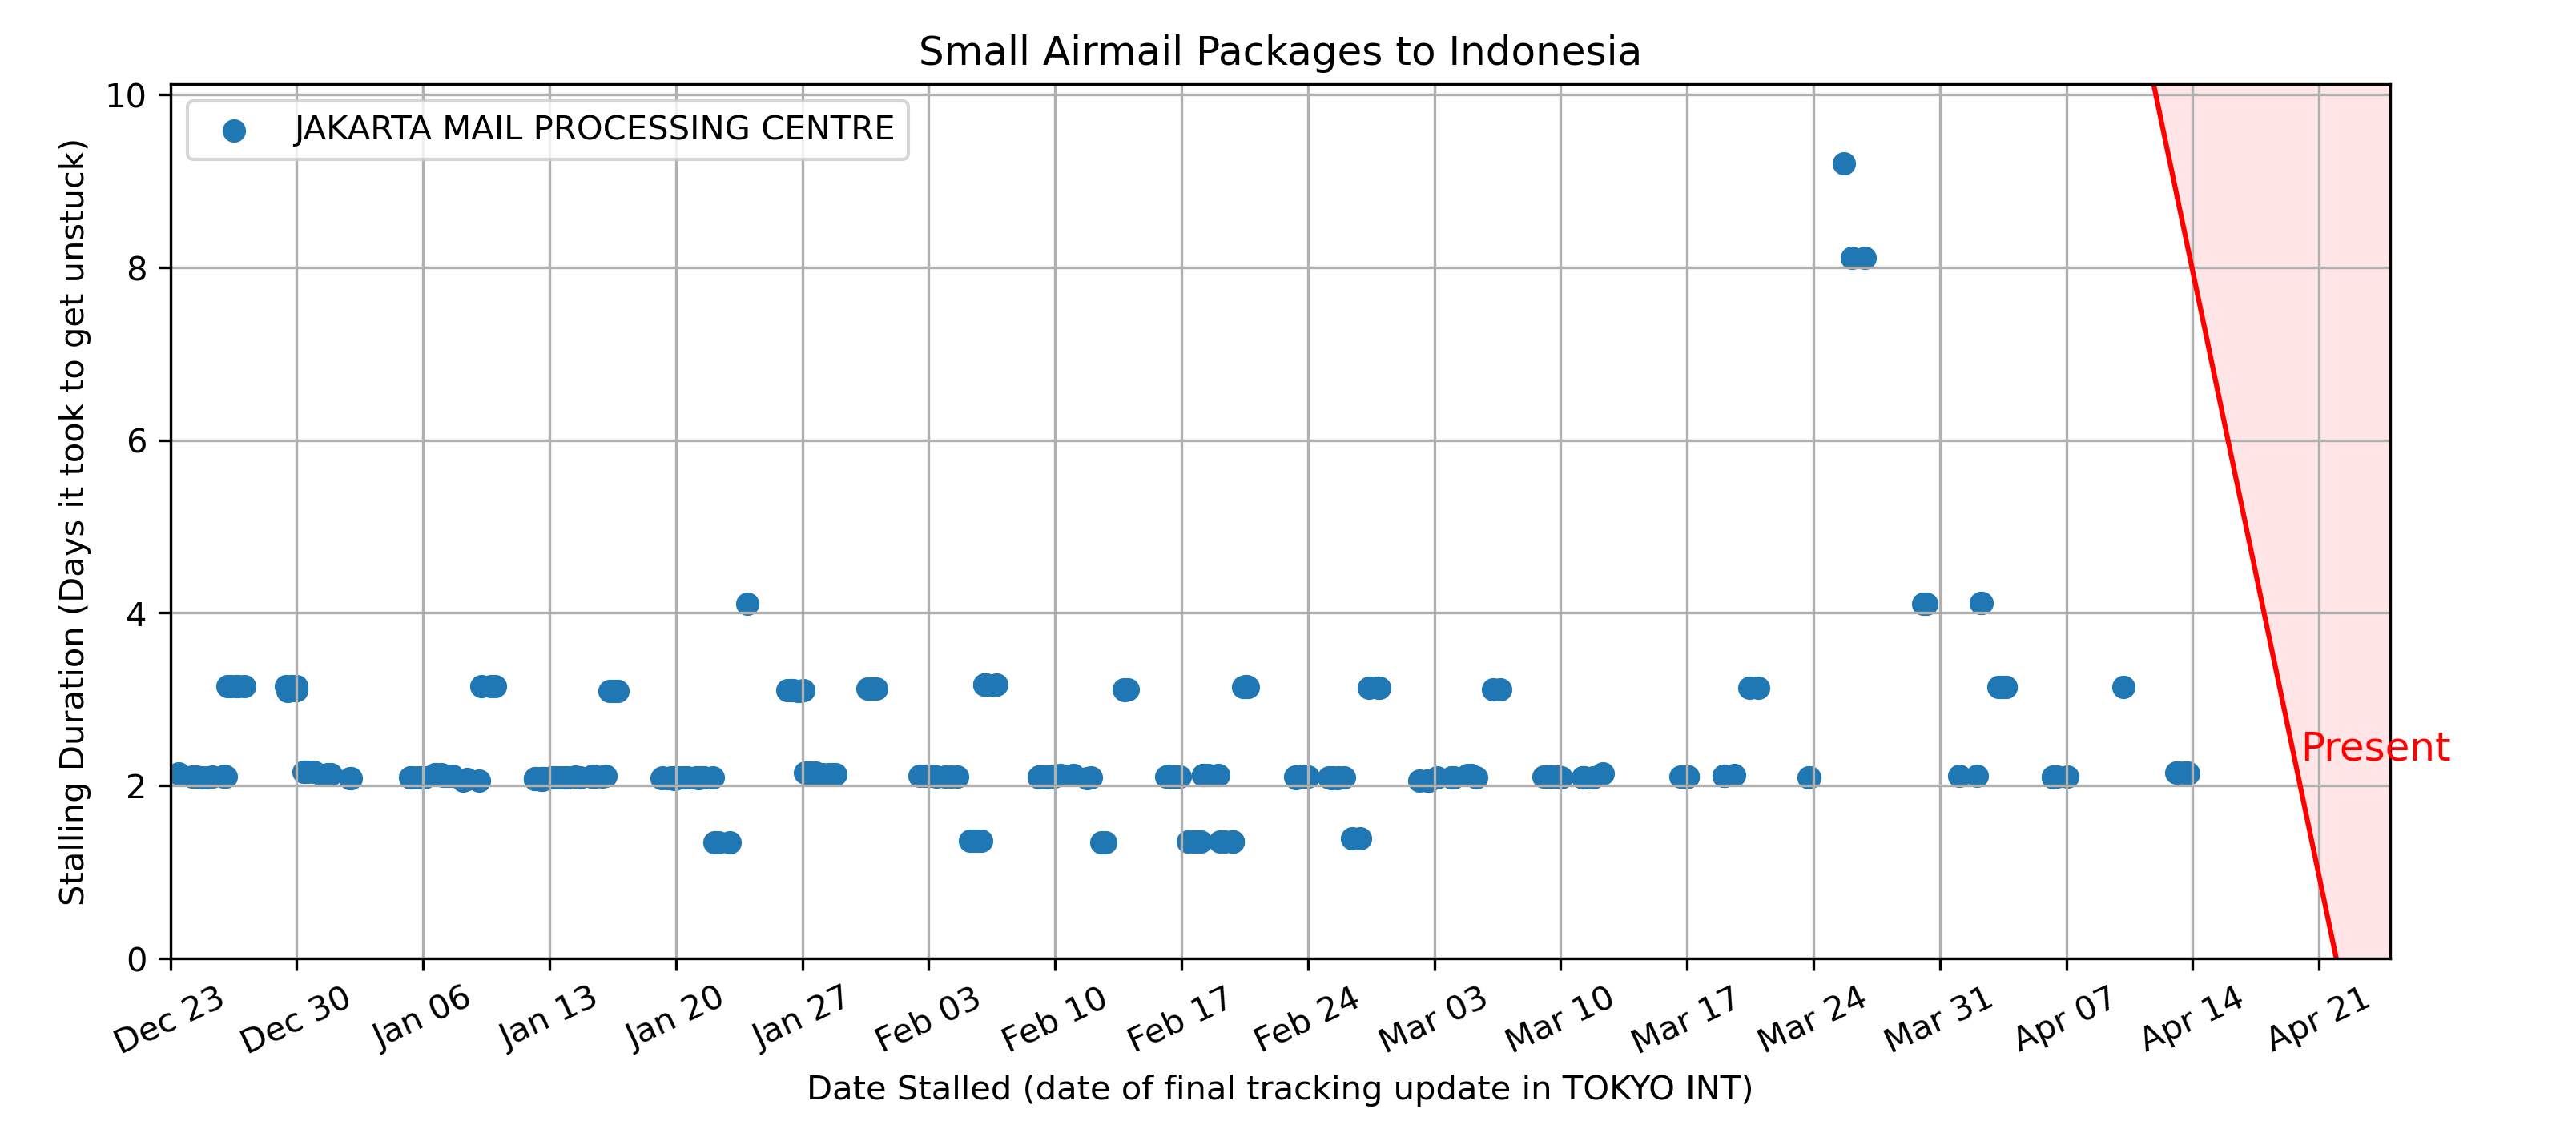 Small Airmail Packages to Indonesia
JAKARTA MAIL PROCESSING CENTRE
Stalling Duration (Days it took to get unstuck)
10
8
6
4
2
0
Present
Dec 23
Dec 30
Jan 06
Jan 13
Jan 20
Jan 27
Feb 03
Feb 10
Feb 17
Feb 24
Mar 03
Mar 10
Mar 17
Mar 24
Mar 31
Apr 07
Apr 14
Apr 21
Date Stalled (date of final tracking update in TOKYO INT)